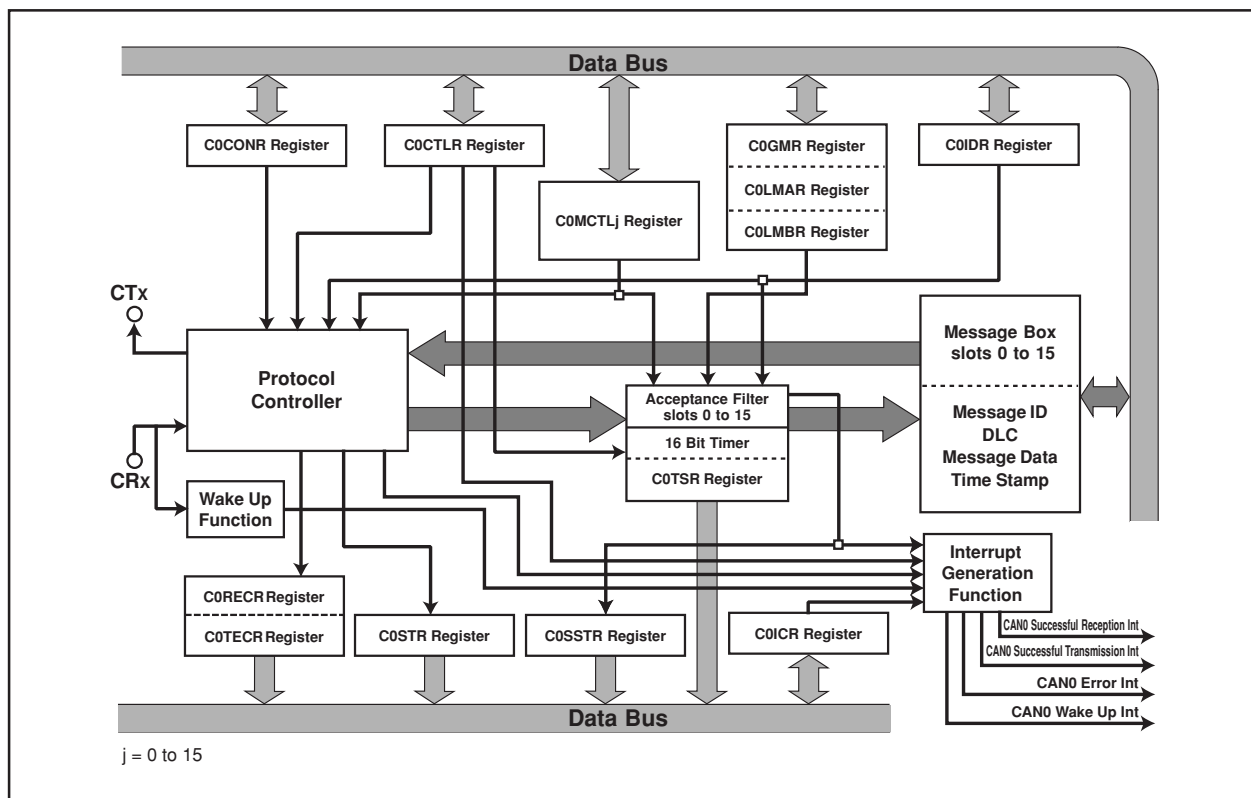 Data Bus
C0CONR Register
C0CTLR Register
C0MCTLj Register
C0GMR Register
C0LMAR Register
C0LMBR Register
C0IDR Register
CTx
Protocol
Controller
CRx
Wake Up
Function
Acceptance Filter
slots 0 to 15
16 Bit Timer
C0TSR Register
Message Box
slots 0 to 15
Message ID
DLC
Message Data
Time Stamp
Interrupt
Generation
Function
C0RECR Register
C0TECR Register
C0STR Register
C0SSTR Register
C0ICR Register
CAN0 Successful Reception Int
CAN0 Successful Transmission Int
CAN0 Error Int
CAN0 Wake Up Int
Data Bus
j = 0 to 15